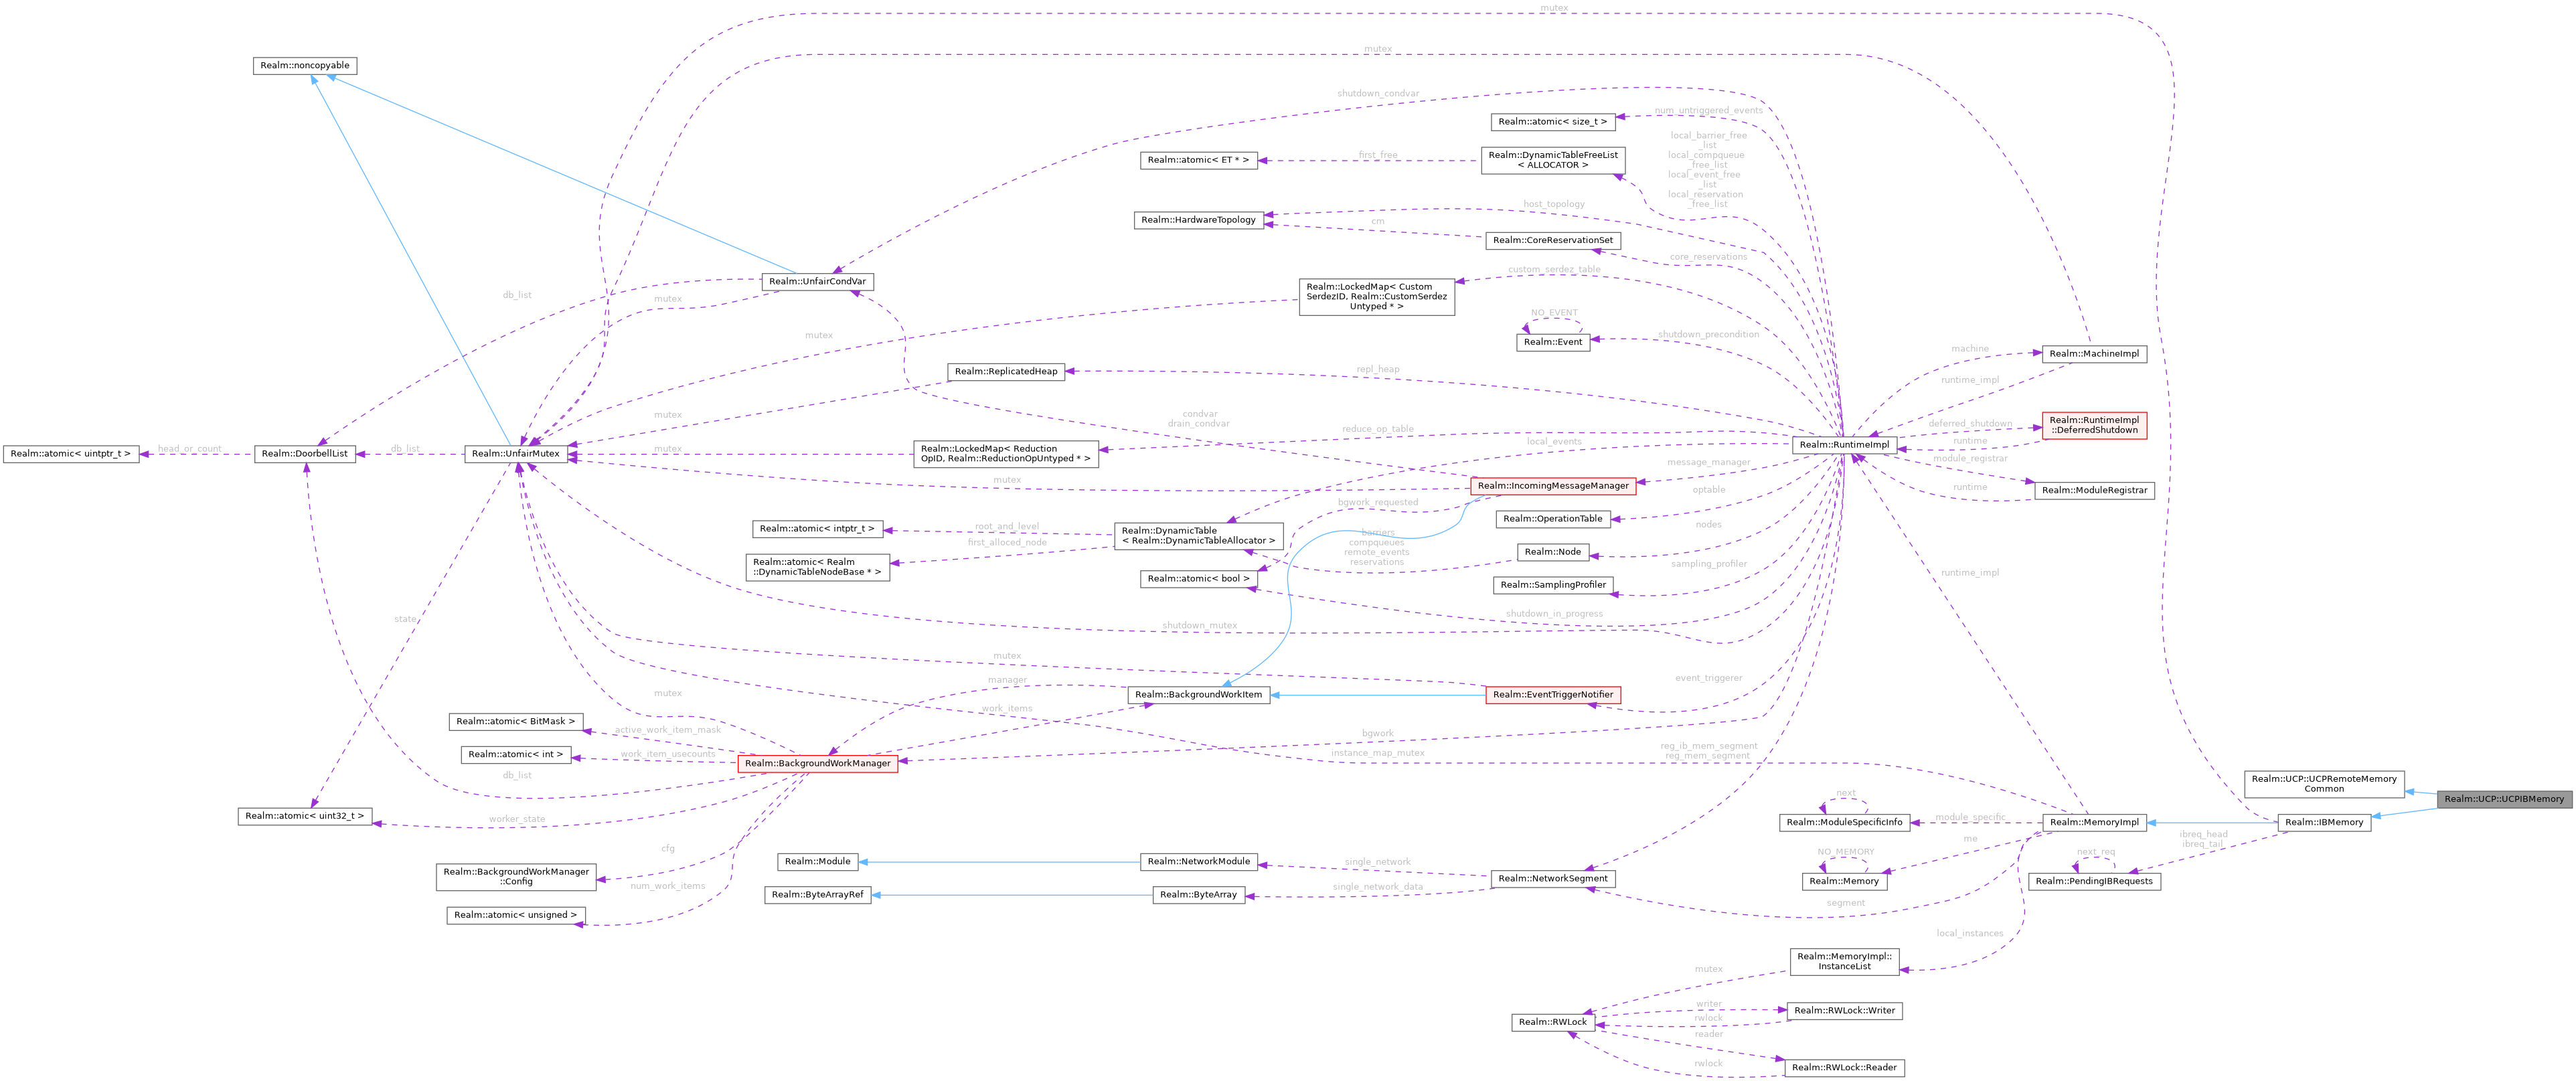 mutex
mutex
Realm::noncopyable
shutdown_condvar
num_untriggered_events
Realm::atomic< size_t >
local_barrier_free
_list
local_compqueue
_free_list
local_event_free
_list
local_reservation
_free_list
Realm::atomic< ET * >
first_free
Realm::DynamicTableFreeList
< ALLOCATOR >
host_topology
Realm::HardwareTopology
cm
Realm::CoreReservationSet
core_reservations
custom_serdez_table
Realm::UnfairCondVar
Realm::LockedMap< Custom
SerdezID, Realm::CustomSerdez
Untyped * >
db_list
mutex
mutex
NO_EVENT
Realm::Event
shutdown_precondition
machine
Realm::MachineImpl
Realm::ReplicatedHeap
repl_heap
runtime_impl
mutex
condvar
drain_condvar
reduce_op_table
local_events
Realm::RuntimeImpl
deferred_shutdown
runtime
Realm::RuntimeImpl
::DeferredShutdown
Realm::atomic< uintptr_t >
head_or_count
Realm::DoorbellList
db_list
Realm::UnfairMutex
mutex
Realm::LockedMap< Reduction
OpID, Realm::ReductionOpUntyped * >
message_manager
module_registrar
mutex
Realm::IncomingMessageManager
runtime
Realm::ModuleRegistrar
optable
bgwork_requested
Realm::OperationTable
Realm::atomic< intptr_t >
root_and_level
Realm::DynamicTable
< Realm::DynamicTableAllocator >
nodes
barriers
compqueues
remote_events
reservations
Realm::Node
first_alloced_node
Realm::atomic< Realm
::DynamicTableNodeBase * >
sampling_profiler
Realm::atomic< bool >
Realm::SamplingProfiler
runtime_impl
state
shutdown_in_progress
shutdown_mutex
mutex
manager
event_triggerer
mutex
Realm::BackgroundWorkItem
Realm::EventTriggerNotifier
work_items
Realm::atomic< BitMask >
active_work_item_mask
bgwork
Realm::atomic< int >
work_item_usecounts
Realm::BackgroundWorkManager
instance_map_mutex
reg_ib_mem_segment
reg_mem_segment
db_list
Realm::UCP::UCPRemoteMemory
Common
Realm::UCP::UCPIBMemory
next
Realm::atomic< uint32_t >
worker_state
Realm::ModuleSpecificInfo
module_specific
Realm::MemoryImpl
Realm::IBMemory
ibreq_head
ibreq_tail
me
cfg
NO_MEMORY
next_req
Realm::Module
Realm::NetworkModule
single_network
Realm::BackgroundWorkManager
::Config
Realm::NetworkSegment
Realm::Memory
Realm::PendingIBRequests
num_work_items
Realm::ByteArrayRef
Realm::ByteArray
single_network_data
segment
Realm::atomic< unsigned >
local_instances
Realm::MemoryImpl::
InstanceList
mutex
writer
Realm::RWLock::Writer
Realm::RWLock
rwlock
reader
rwlock
Realm::RWLock::Reader